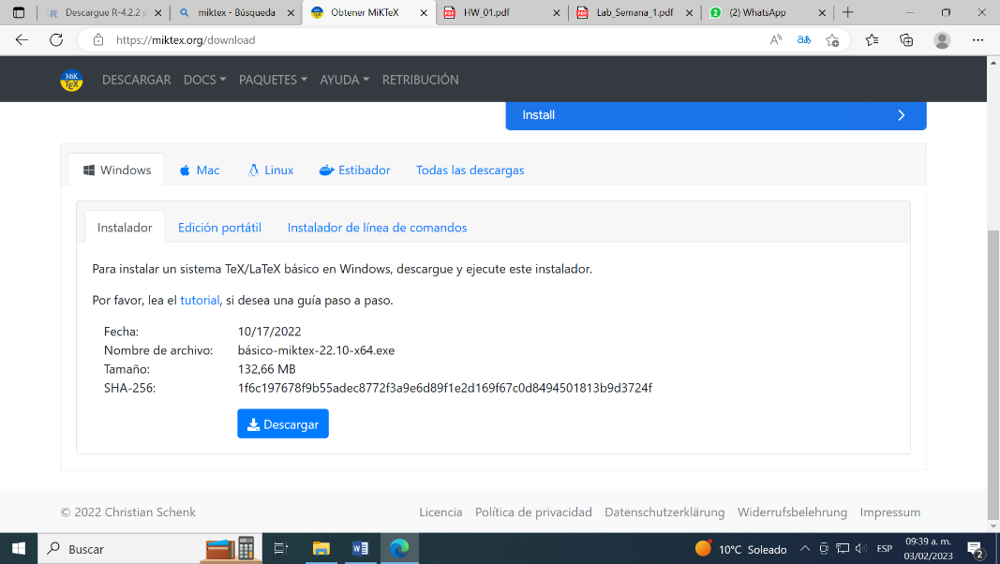 Descargue R-4.2.2 p
miktex - Búsqueda
Obtener MiKTeX
HW_01.pdf
Lab_Semana_1.pdf
(2) WhatsApp
https://miktex.org/download
MiK
TEX
DESCARGAR DOCS PAQUETES AYUDA RETRIBUCIÓN
Install
Windows Mac Linux Estibador Todas las descargas
Instalador Edición portátil Instalador de línea de comandos
Para instalar un sistema TeX/LaTeX básico en Windows, descargue y ejecute este instalador.
Por favor, lea el tutorial, si desea una guía paso a paso.
Fecha: 10/17/2022
Nombre de archivo: básico-miktex-22.10-x64.exe
Tamaño: 132,66 MB
SHA-256: 1f6c197678f9b55adec8772f3a9e6d89f1e2d169f67c0d8494501813b9d3724f
Descargar
© 2022 Christian Schenk Licencia Política de privacidad Datenschutzerklärung Widerrufsbelehrung Impressum
Buscar
10°C Soleado
ESP
09:39 a. m.
03/02/2023
2